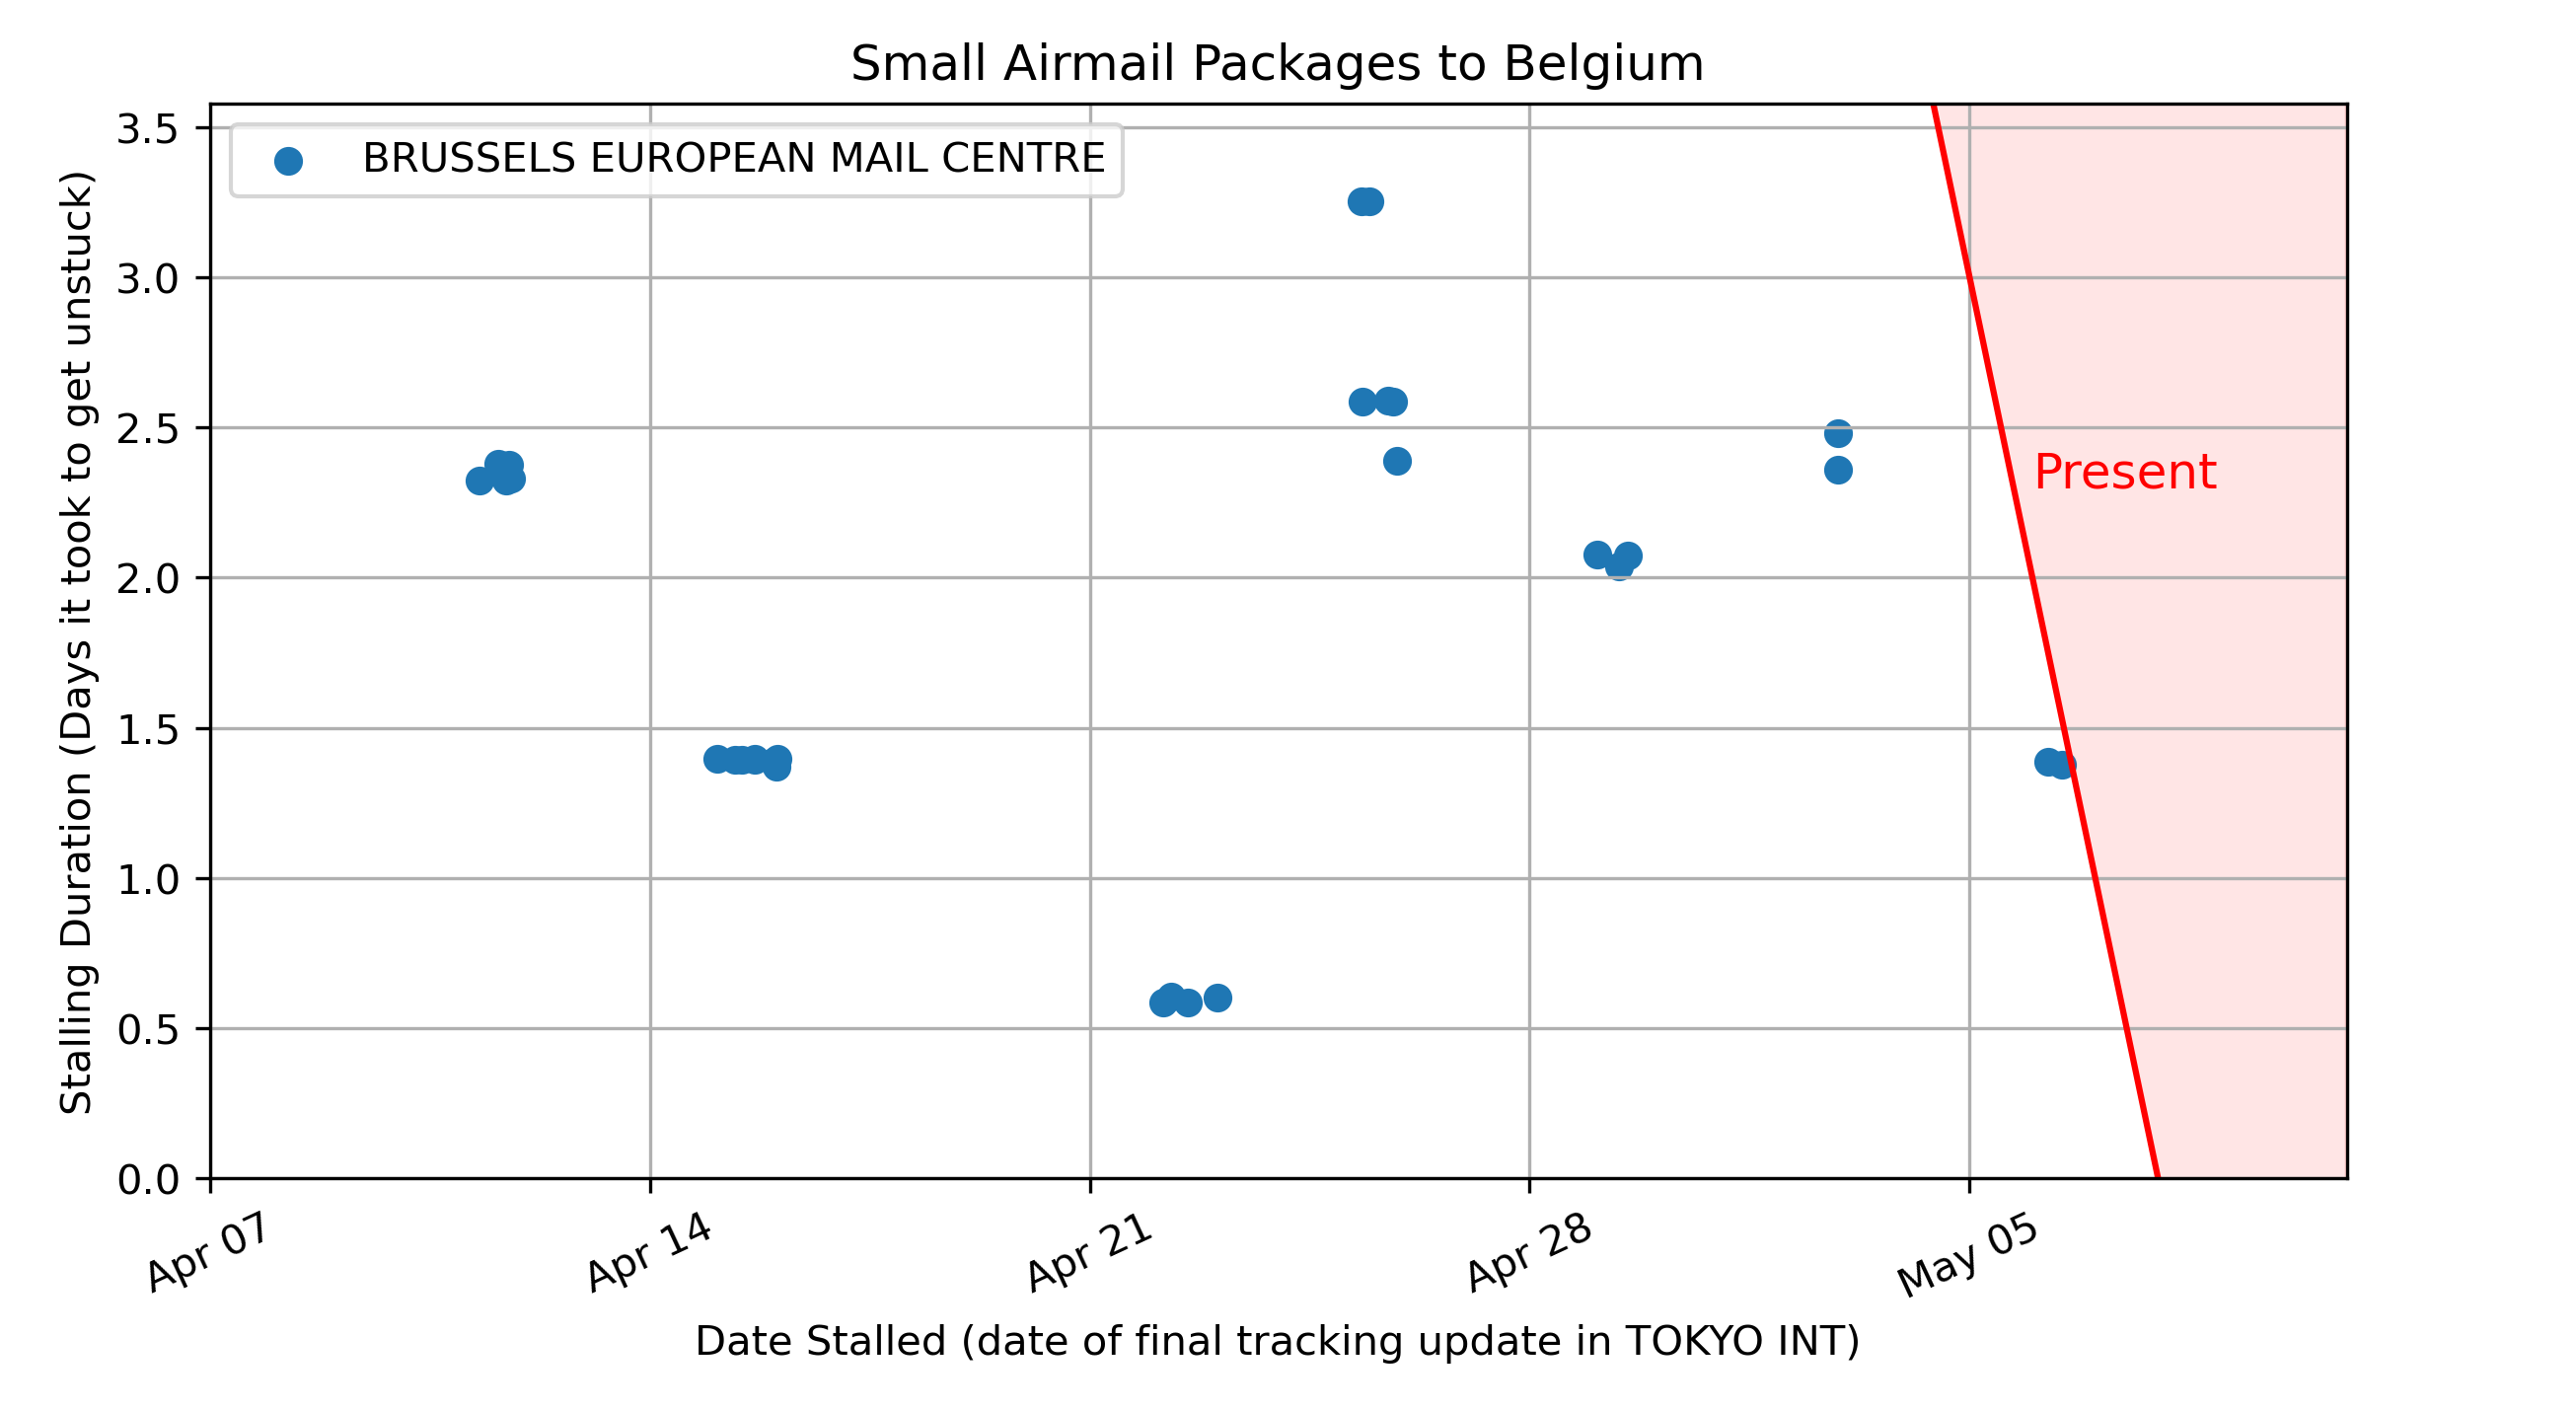 Small Airmail Packages to Belgium
BRUSSELS EUROPEAN MAIL CENTRE
Stalling Duration (Days it took to get unstuck)
3.5
3.0
2.5
2.0
1.5
1.0
0.5
0.0
Present
Apr 07
Apr 14
Apr 21
Apr 28
May 05
Date Stalled (date of final tracking update in TOKYO INT)